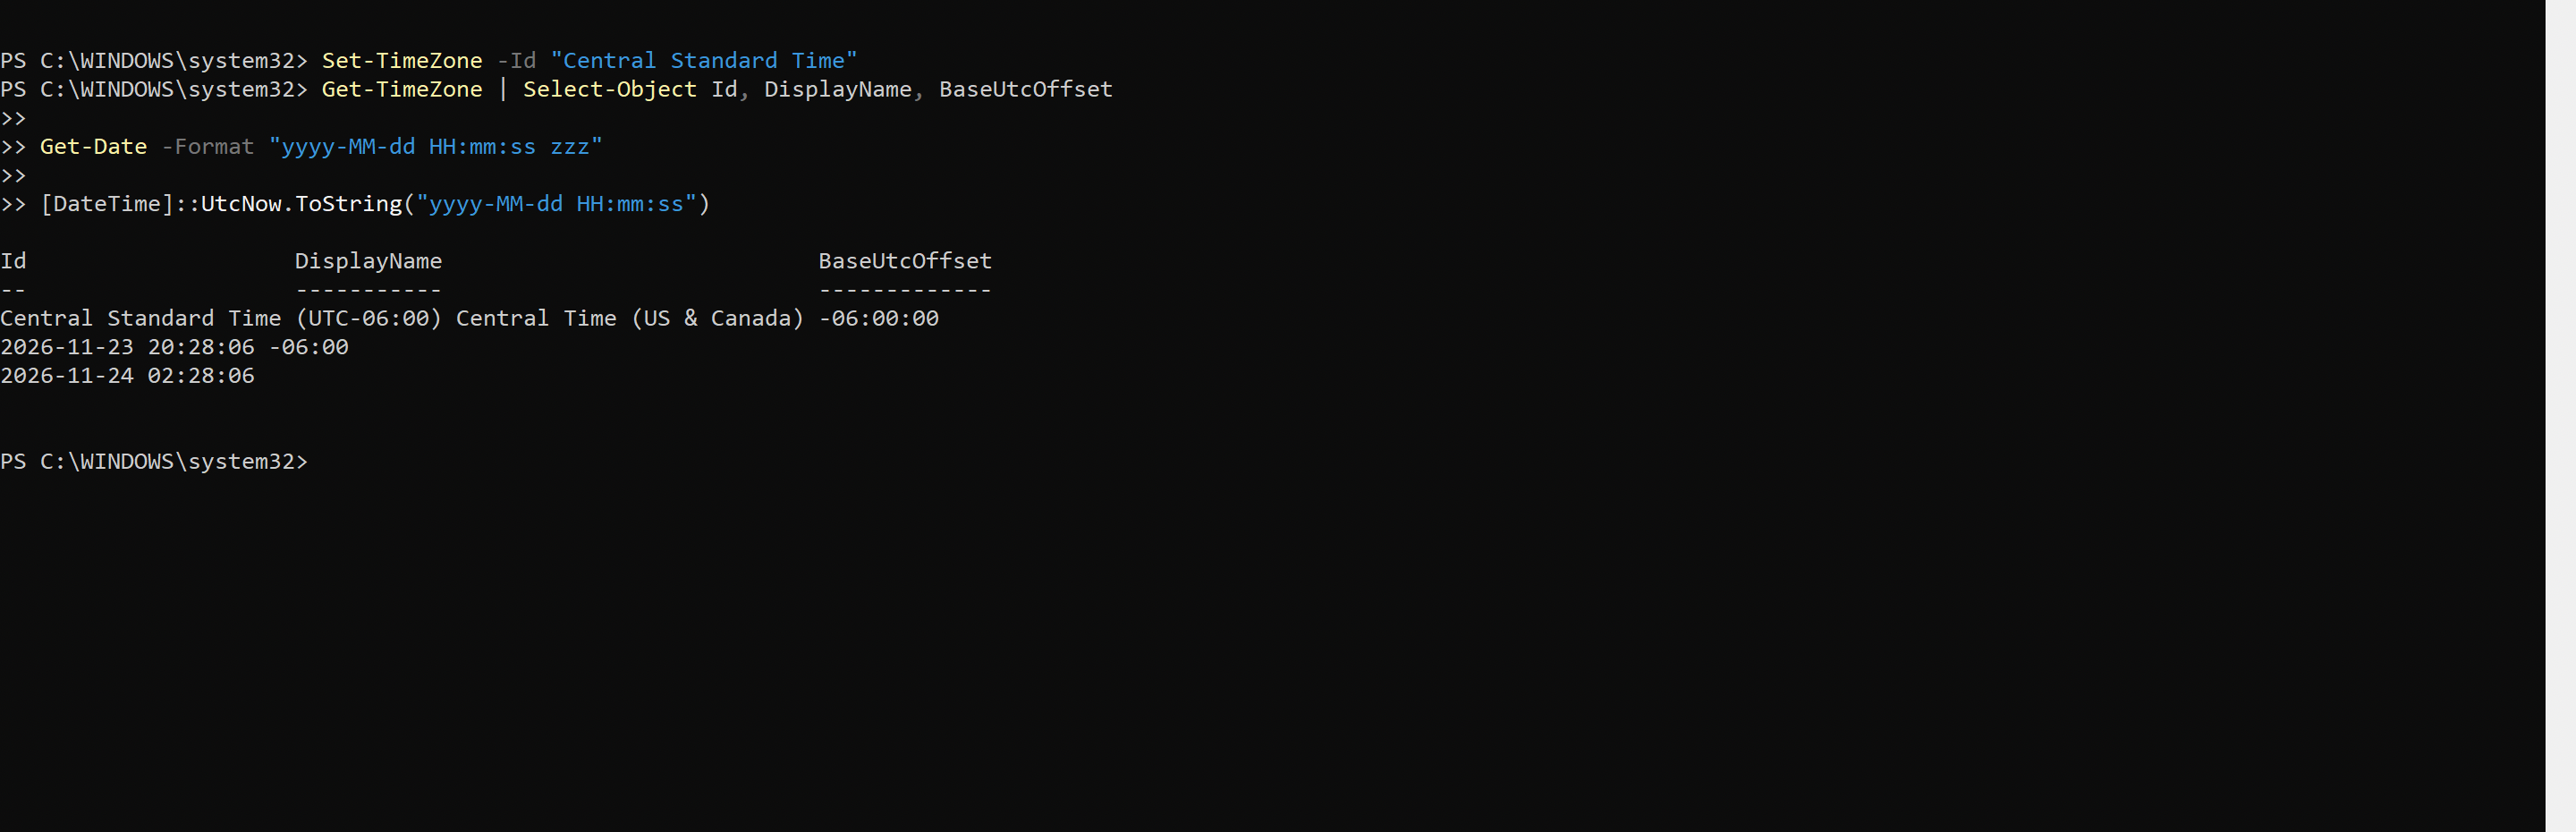 PS C:\WINDOWS\system32> Set-TimeZone -Id "Central Standard Time"
PS C:\WINDOWS\system32> Get-TimeZone | Select-Object Id, DisplayName, BaseUtcOffset
>>
>> Get-Date -Format "yyyy-MM-dd HH:mm:ss zzz"
>>
>> [DateTime]::UtcNow.ToString("yyyy-MM-dd HH:mm:ss")
Id                    DisplayName                            BaseUtcOffset
--                    -----------                            -------------
Central Standard Time (UTC-06:00) Central Time (US & Canada) -06:00:00
2026-11-23 20:28:06 -06:00
2026-11-24 02:28:06
PS C:\WINDOWS\system32>